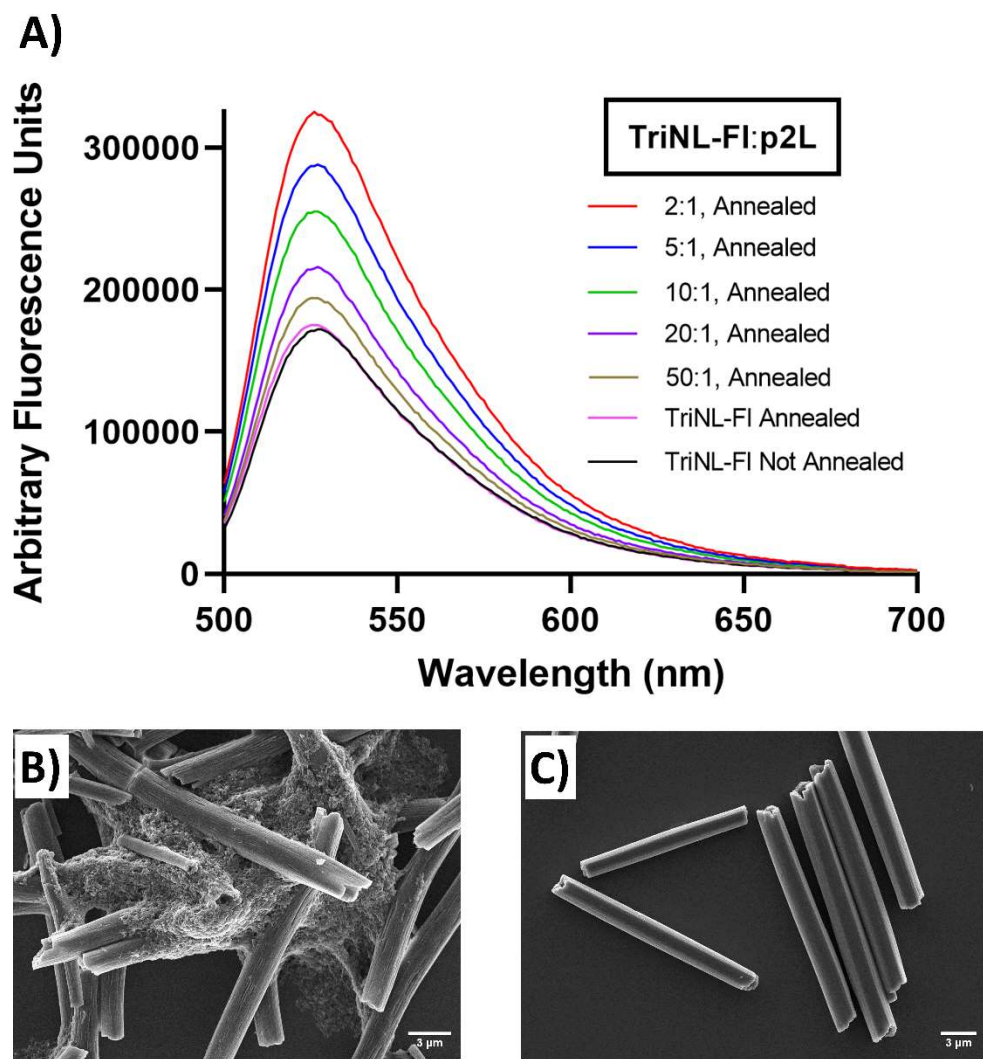 A)
Arbitrary Fluorescence Units
300000
200000
100000
0
500
550
600
650
700
Wavelength (nm)
TriNL-Fl:p2L
2:1, Annealed
5:1, Annealed
10:1, Annealed
20:1, Annealed
50:1, Annealed
TriNL-Fl Annealed
TriNL-Fl Not Annealed
B)
3 µm
C)
3 µm